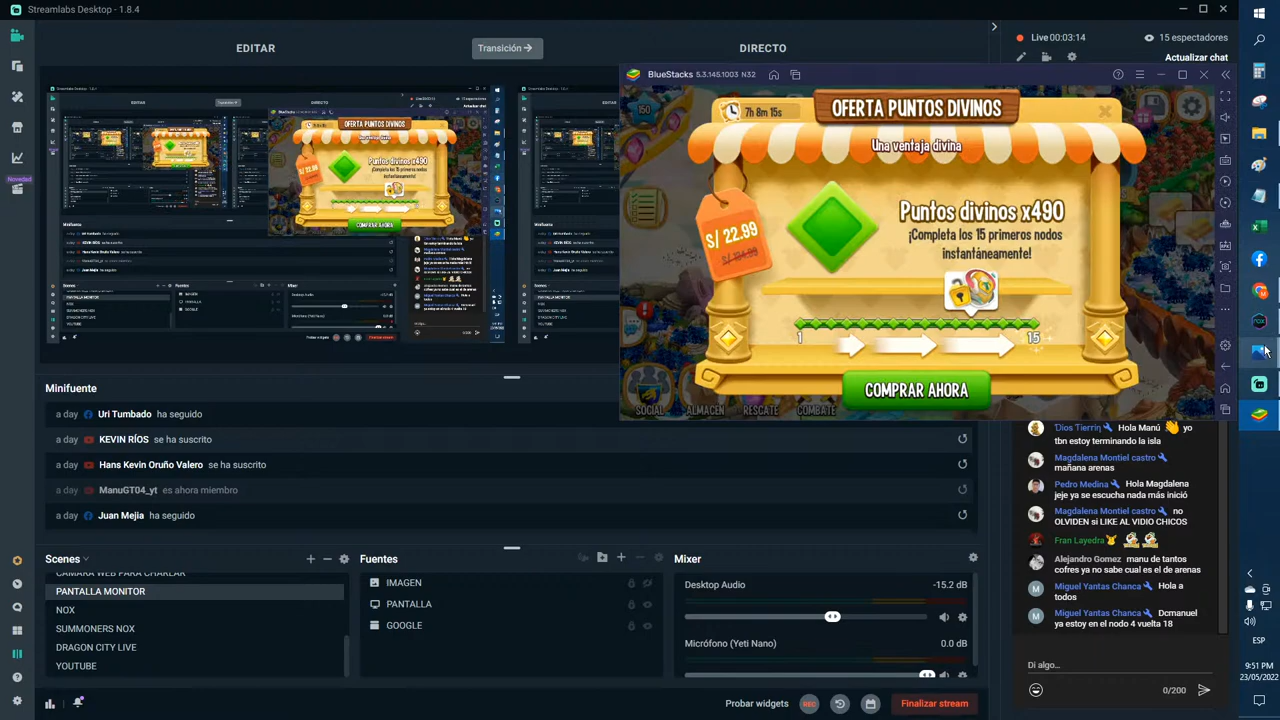 Streamlabs Desktop - 1.8.4
EDITAR
Transición
DIRECTO
Live 00:03:14
15 espectadores
Actualizar chat
BlueStacks 5.3.145.1003 N32
Novedad
150
7h 8m 15s
OFERTA PUNTOS DIVINOS
Una ventaja divina
S/ 22.99
Puntos divinos x490
¡Completa los 15 primeros nodos
instantáneamente!
1
15
COMPRAR AHORA
SOCIAL
ALMACEN
RESCATE
COMBATE
Minifuente
a day Uri Tumbado ha seguido
a day KEVIN RÍOS se ha suscrito
a day Hans Kevin Oruño Valero se ha suscrito
a day ManuGT04_yt es ahora miembro
a day Juan Mejia ha seguido
Dios Tierrin Hola Manú yo
tbn estoy terminando la isla
Magdalena Montiel castro
mañana arenas
Pedro Medina Hola Magdalena
jeje ya se escucha nada más inició
Magdalena Montiel castro no
OLVIDEN si LIKE AL VIDIO CHICOS
Fran Layedra
Alejandro Gomez manu de tantos
cofres ya no sabe cual es el de arenas
Miguel Yantas Chanca Hola a
todos
Miguel Yantas Chanca Dcmanuel
ya estoy en el nodo 4 vuelta 18
Di algo...
0/200
Scenes
CAMARA WEB PARA CHARLAR
PANTALLA MONITOR
NOX
SUMMONERS NOX
DRAGON CITY LIVE
YOUTUBE
Fuentes
IMAGEN
PANTALLA
GOOGLE
Mixer
Desktop Audio
-15.2 dB
Micrófono (Yeti Nano)
0.0 dB
Probar widgets
REC
Finalizar stream
ESP
9:51 PM
23/05/2022